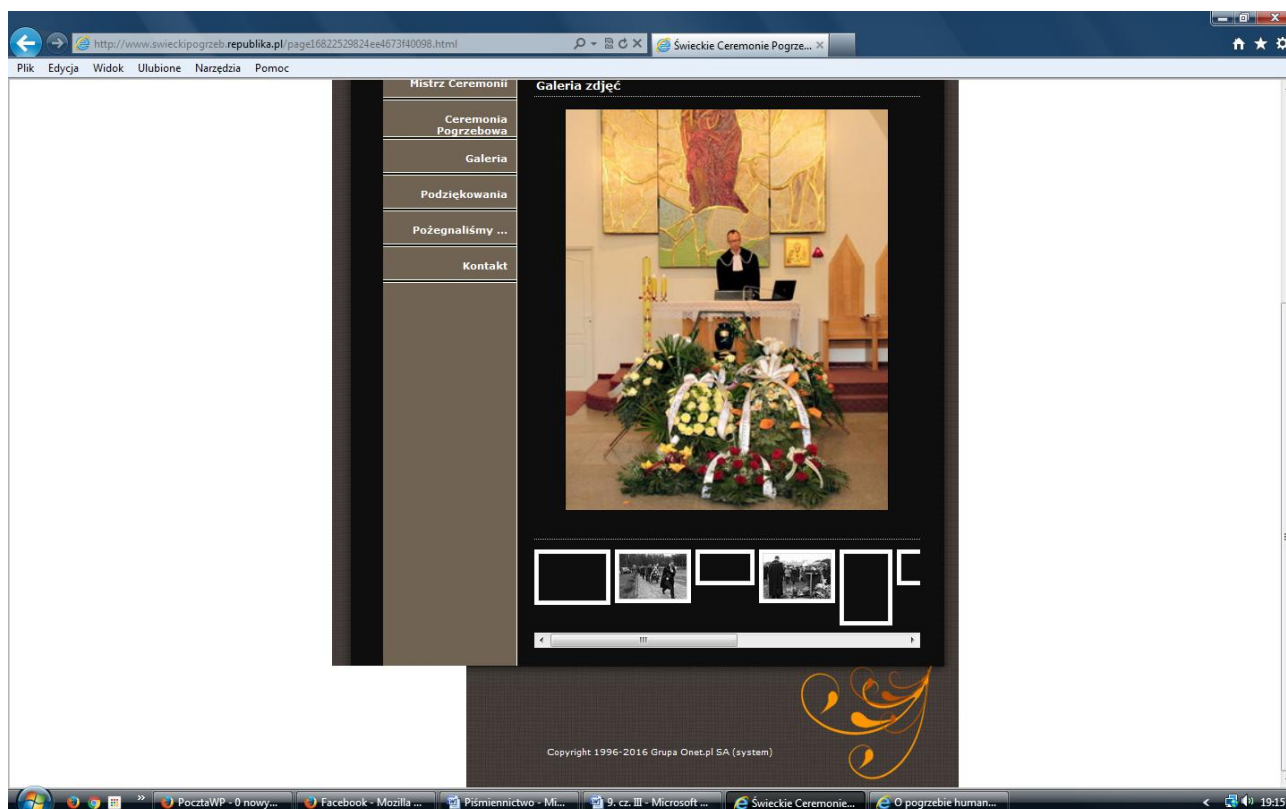 http://www.swieckipogrzeb.republika.pl/page16822529824ee4673f40098.html
Świeckie Ceremonie Pogrze...
Plik Edycja Widok Ulubione Narzędzia Pomoc
Mistrz Ceremonii
Galeria zdjęć
Ceremonia
Pogrzebowa
Galeria
Podziękowania
Pożegnaliśmy ...
Kontakt
Copyright 1996-2016 Grupa Onet.pl SA (system)
PocztaWP - 0 nowy...
Facebook - Mozilla ...
Piśmiennictwo - Mi...
9. cz. III - Microsoft ...
Świeckie Ceremonie...
O pogrzebie human...